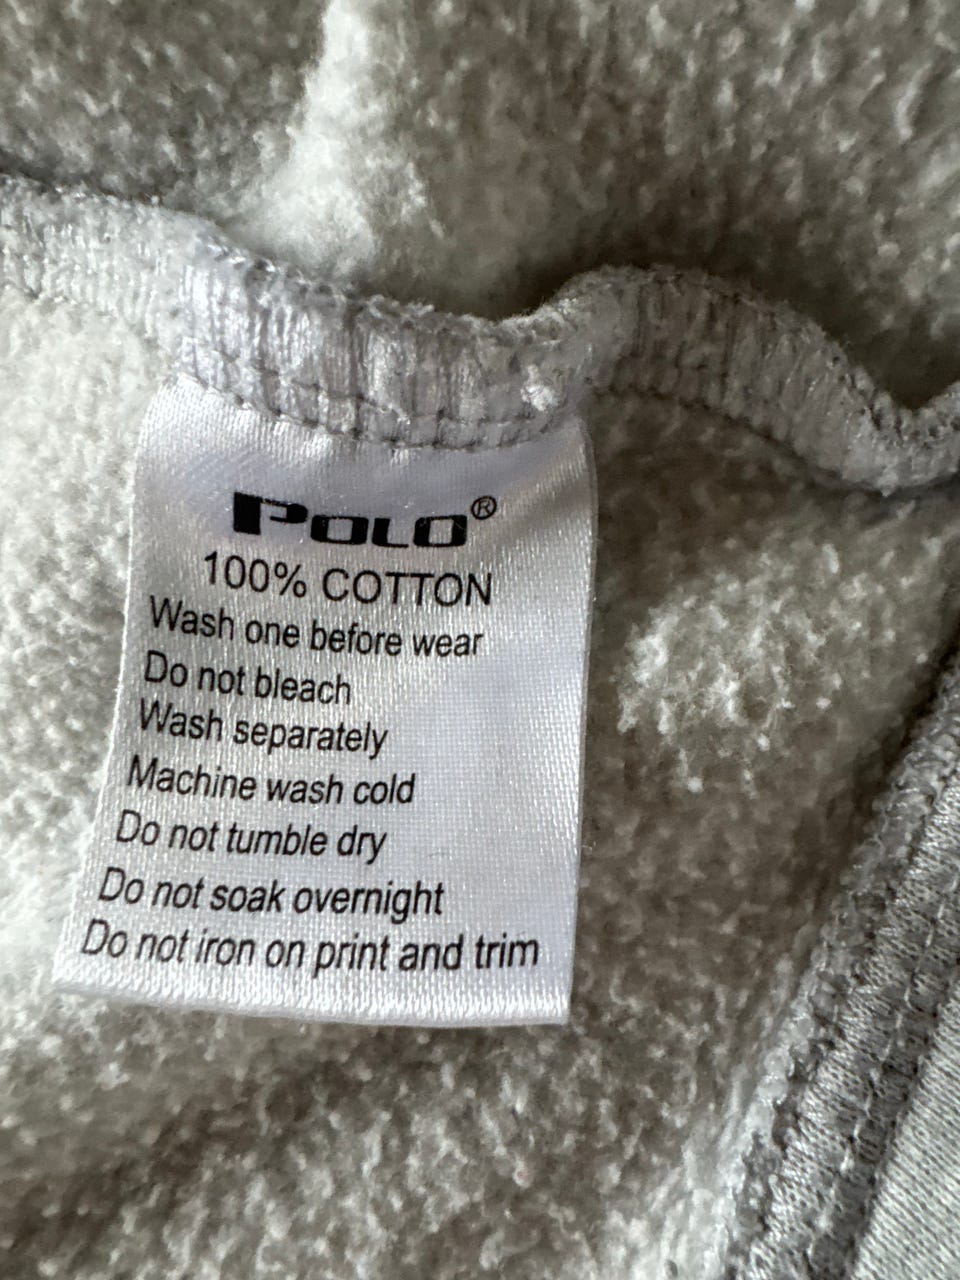 POLO®
100% COTTON
Wash one before wear
Do not bleach
Wash separately
Machine wash cold
Do not tumble dry
Do not soak overnight
Do not iron on print and trim